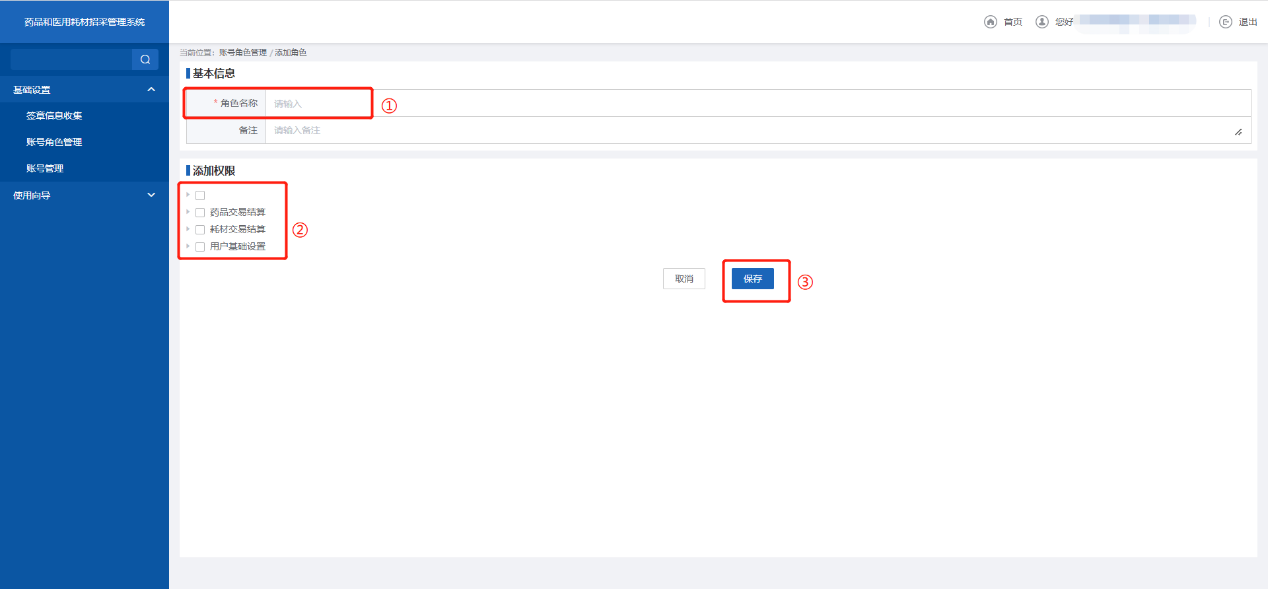 药品和医用耗材招采管理系统
首页 您好 退出
基础设置
签章信息收集
账号角色管理
账号管理
使用向导
当前位置: 账号角色管理 / 添加角色
基本信息
* 角色名称 请输入 ①
备注 请输入备注
添加权限
药品交易结算
耗材交易结算
用户基础设置
②
取消 保存 ③